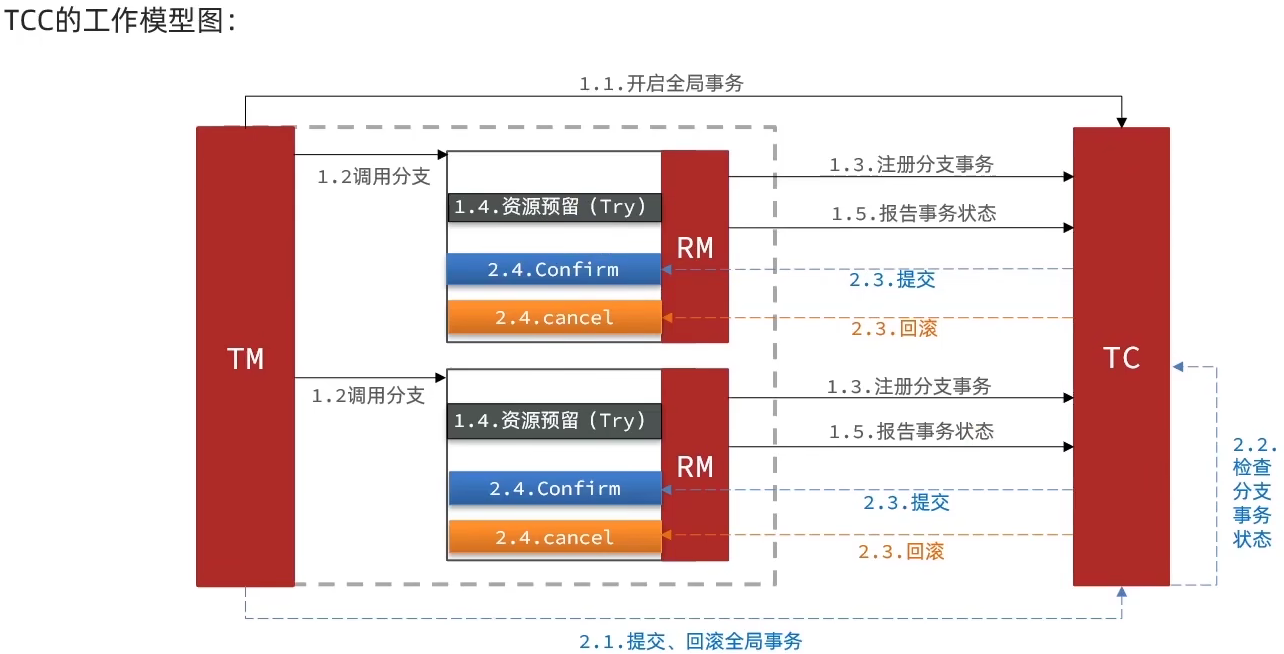 TCC的工作模型图：
1.1.开启全局事务
1.2调用分支
1.3.注册分支事务
1.4.资源预留（Try）
1.5.报告事务状态
RM
2.4.Confirm
2.3.提交
2.4.cancel
2.3.回滚
TM
TC
1.2调用分支
1.3.注册分支事务
1.4.资源预留（Try）
1.5.报告事务状态
RM
2.4.Confirm
2.3.提交
2.4.cancel
2.3.回滚
2.2.
检查
分支
事务
状态
2.1.提交、回滚全局事务